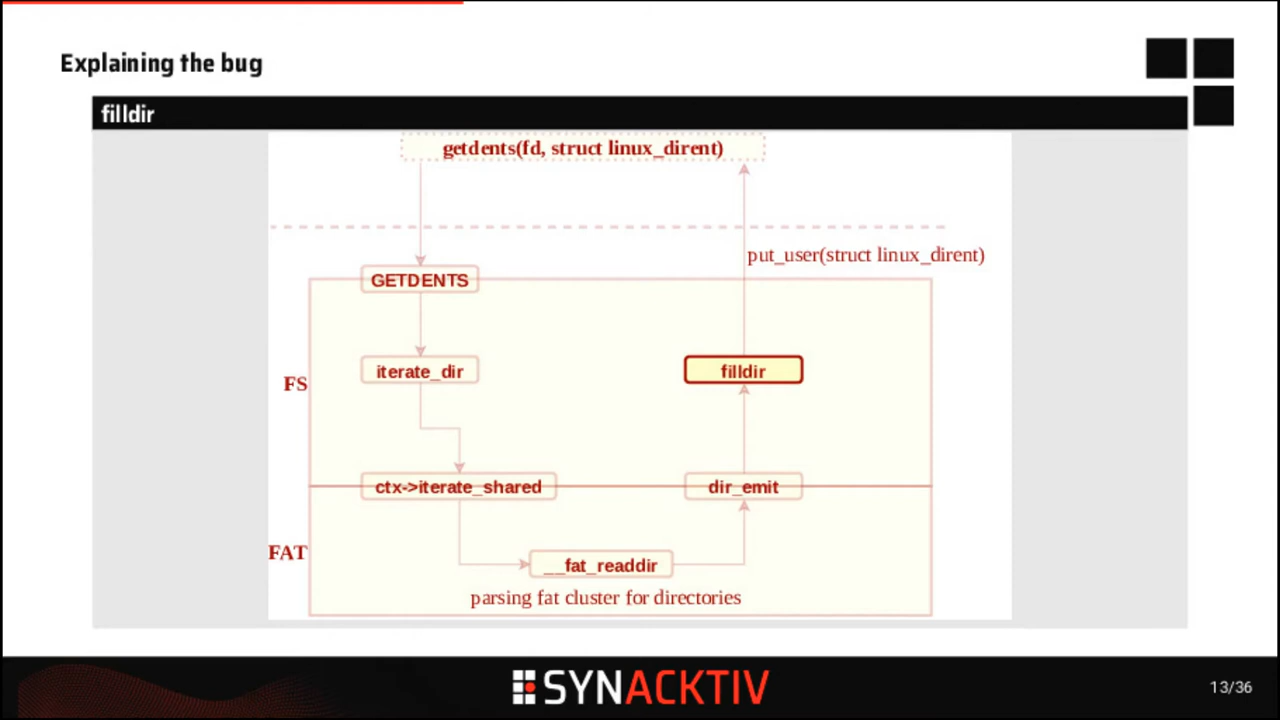 Explaining the bug
filldir
getdents(fd, struct linux_dirent)
put_user(struct linux_dirent)
GETDENTS
iterate_dir
filldir
FS
ctx->iterate_shared
dir_emit
FAT
__fat_readdir
parsing fat cluster for directories
SYNACKTIV
13/36